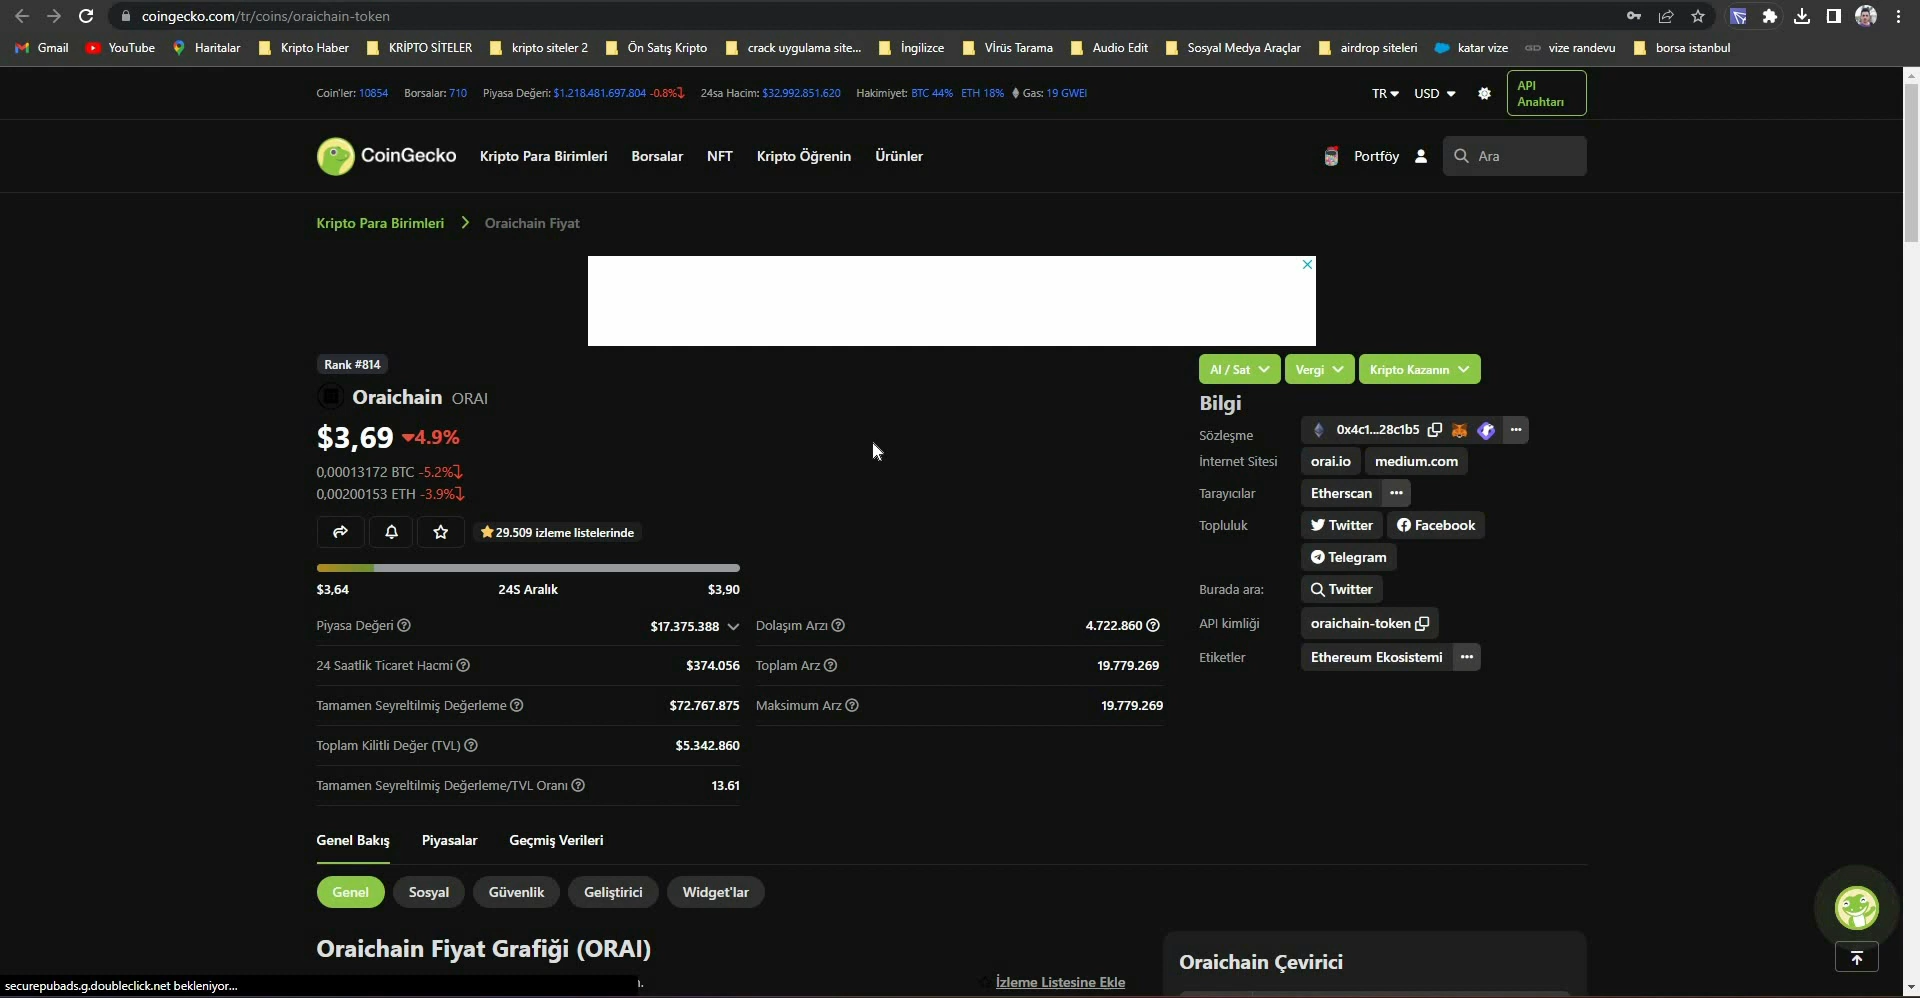 coingecko.com/tr/coins/oraichain-token
Gmail YouTube Haritalar Kripto Haber KRİPTO SİTELER kripto siteler 2 Ön Satış Kripto crack uygulama site... İngilizce Vİrüs Tarama Audio Edit Sosyal Medya Araçlar airdrop siteleri katar vize vize randevu borsa istanbul
Coin'ler: 10854 Borsalar: 710 Piyasa Değeri: $1.218.481.697.804 -0.8% 24sa Hacim: $32.992.851.620 Hakimiyet: BTC 44% ETH 18% Gas: 19 GWEI
TR USD API Anahtarı
CoinGecko Kripto Para Birimleri Borsalar NFT Kripto Öğrenin Ürünler Portföy Ara
Kripto Para Birimleri > Oraichain Fiyat
Rank #814
Oraichain ORAI
$3,69 4.9%
0,00013172 BTC -5.2%
0,00200153 ETH -3.9%
29.509 izleme listelerinde
$3,64 24S Aralık $3,90
Piyasa Değeri $17.375.388
24 Saatlik Ticaret Hacmi $374.056
Tamamen Seyreltilmiş Değerleme $72.767.875
Toplam Kilitli Değer (TVL) $5.342.860
Tamamen Seyreltilmiş Değerleme/TVL Oranı 13.61
Dolaşım Arzı 4.722.860
Toplam Arz 19.779.269
Maksimum Arz 19.779.269
Al / Sat Vergi Kripto Kazanın
Bilgi
Sözleşme 0x4c1...28c1b5
İnternet Sitesi orai.io medium.com
Tarayıcılar Etherscan
Topluluk Twitter Facebook
Telegram
Burada ara: Twitter
API kimliği oraichain-token
Etiketler Ethereum Ekosistemi
Genel Bakış Piyasalar Geçmiş Verileri
Genel Sosyal Güvenlik Geliştirici Widget'lar
Oraichain Fiyat Grafiği (ORAI)
İzleme Listesine Ekle
Oraichain Çevirici
securepubads.g.doubleclick.net bekleniyor...